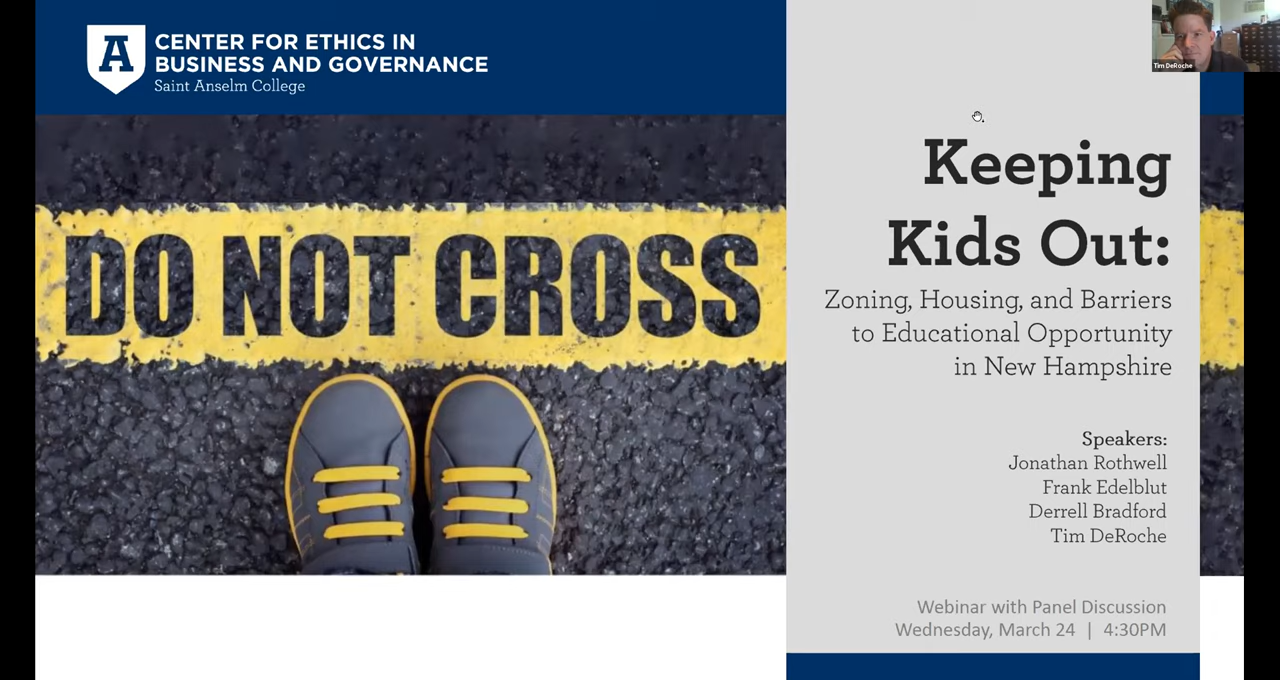 A
CENTER FOR ETHICS IN
BUSINESS AND GOVERNANCE
Saint Anselm College
Tim DeRoche
DO NOT CROSS
Keeping
Kids Out:
Zoning, Housing, and Barriers
to Educational Opportunity
in New Hampshire
Speakers:
Jonathan Rothwell
Frank Edelblut
Derrell Bradford
Tim DeRoche
Webinar with Panel Discussion
Wednesday, March 24 | 4:30PM